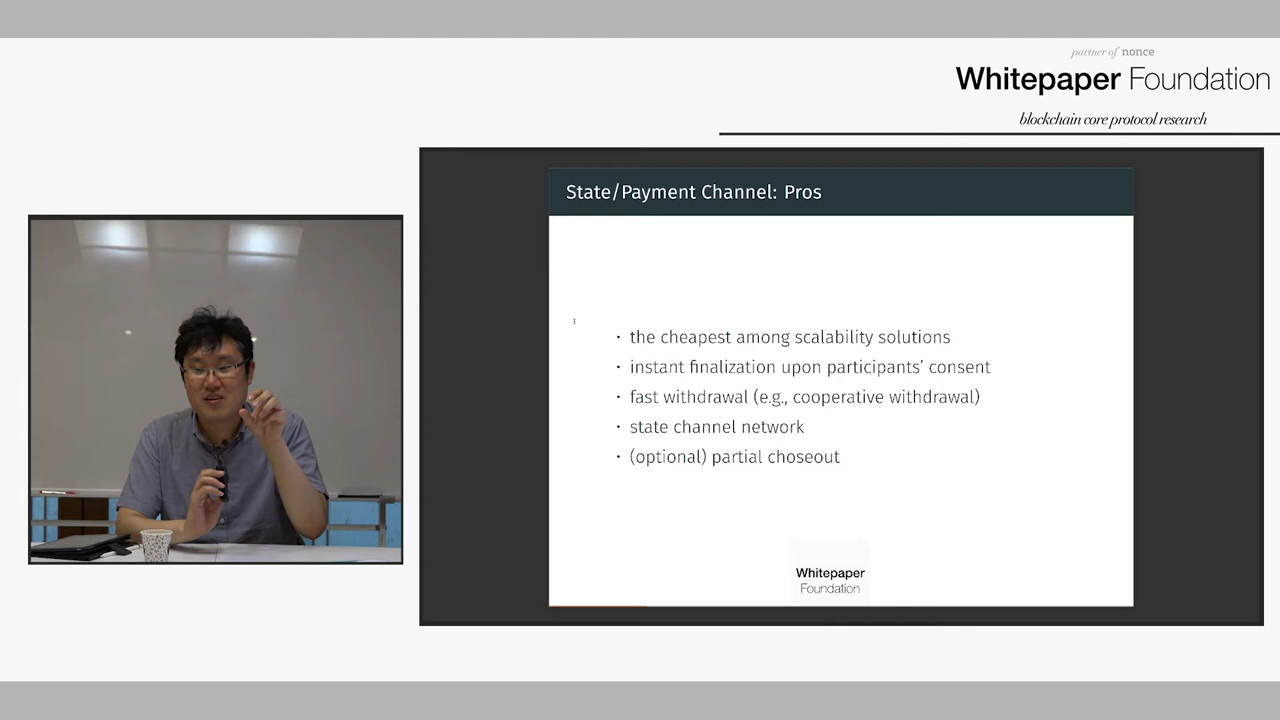 partner of nonce
Whitepaper Foundation
blockchain core protocol research
State/Payment Channel: Pros
· the cheapest among scalability solutions
· instant finalization upon participants' consent
· fast withdrawal (e.g., cooperative withdrawal)
· state channel network
· (optional) partial choseout
Whitepaper
Foundation